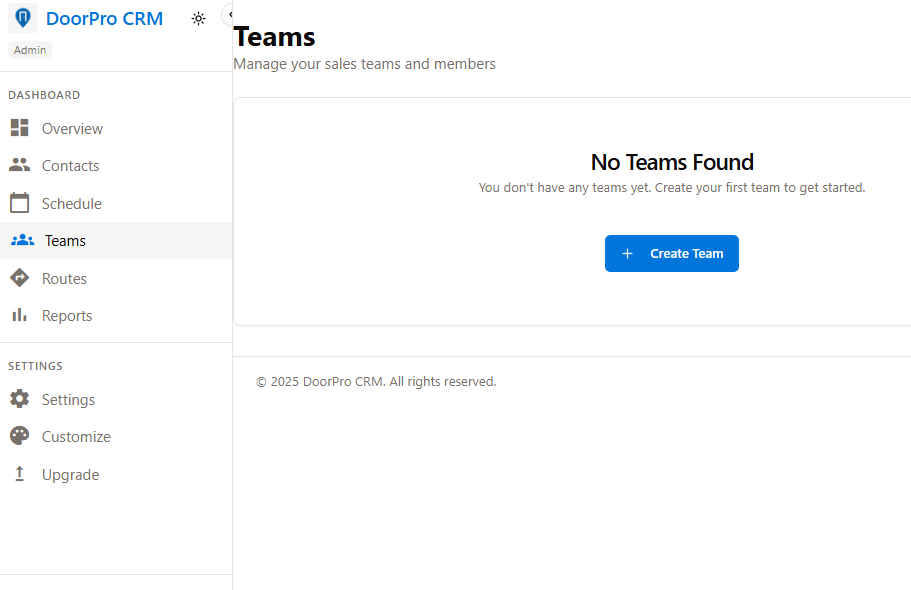 DoorPro CRM
Admin
DASHBOARD
Overview
Contacts
Schedule
Teams
Routes
Reports
SETTINGS
Settings
Customize
Upgrade
Teams
Manage your sales teams and members
No Teams Found
You don't have any teams yet. Create your first team to get started.
Create Team
© 2025 DoorPro CRM. All rights reserved.